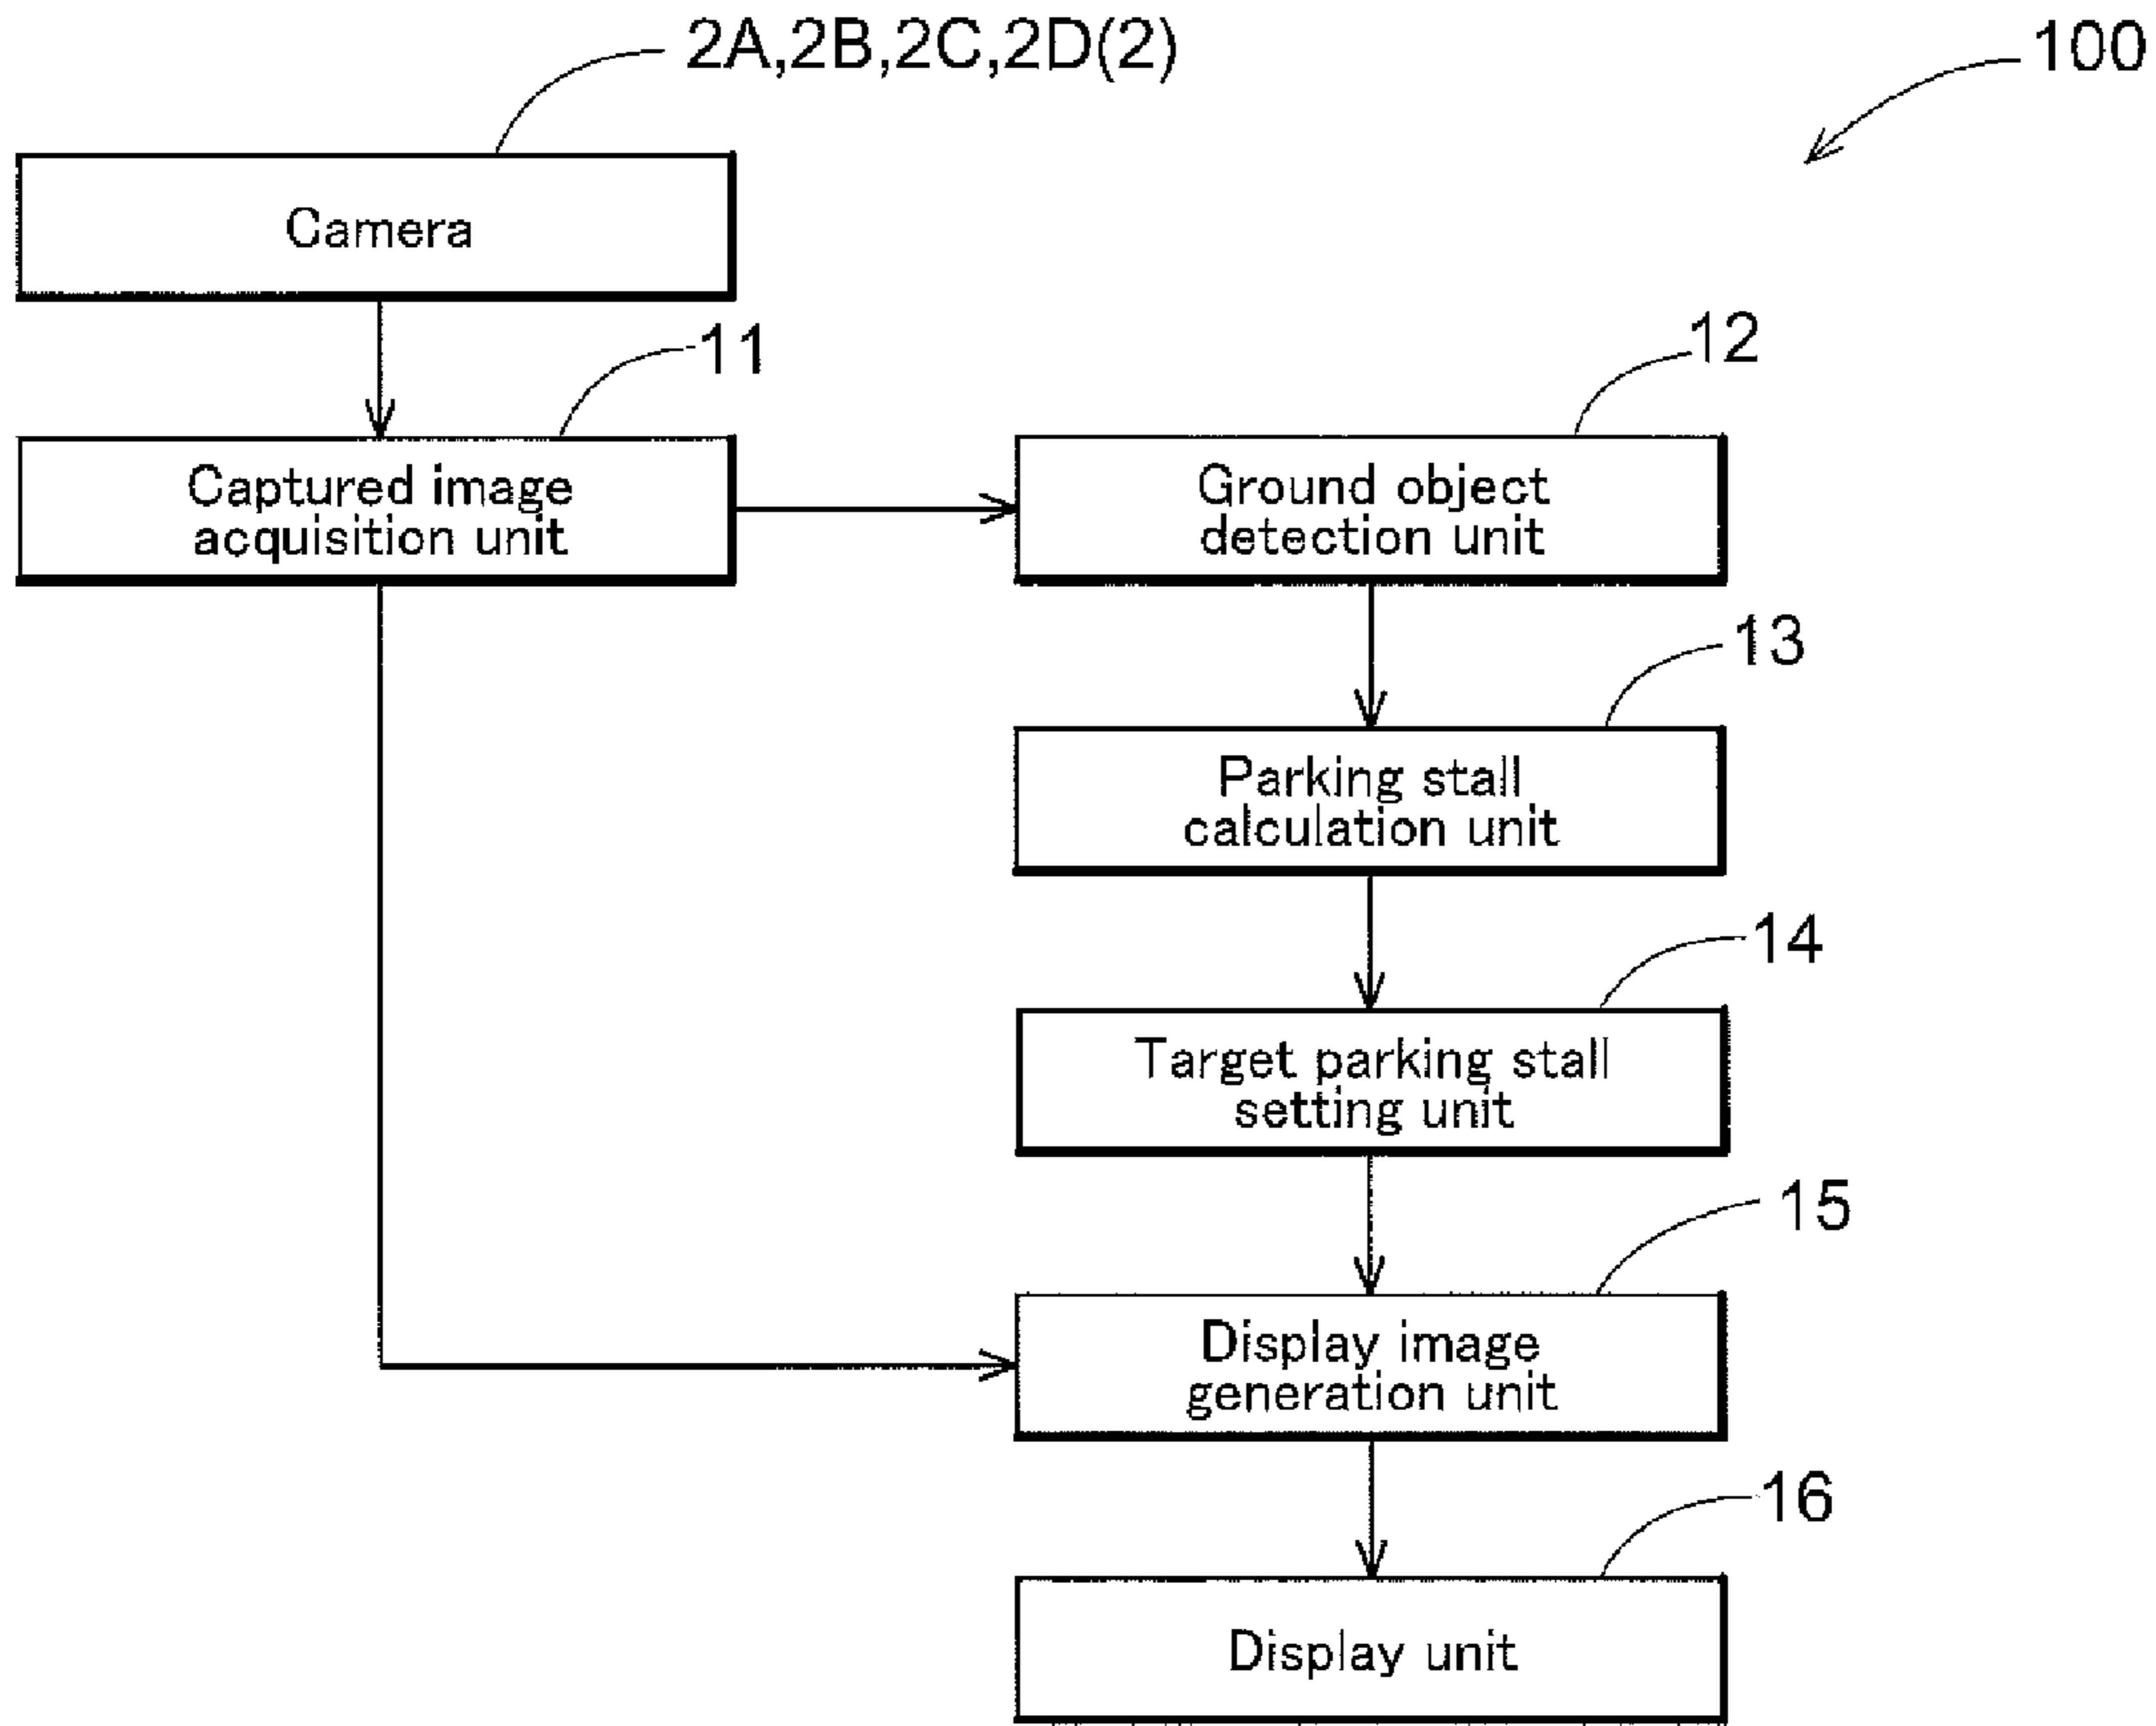 2A,2B,2C,2D(2)
100
Camera
11
12
Captured image
acquisition unit
Ground object
detection unit
13
Parking stall
calculation unit
14
Target parking stall
setting unit
15
Display image
generation unit
16
Display unit